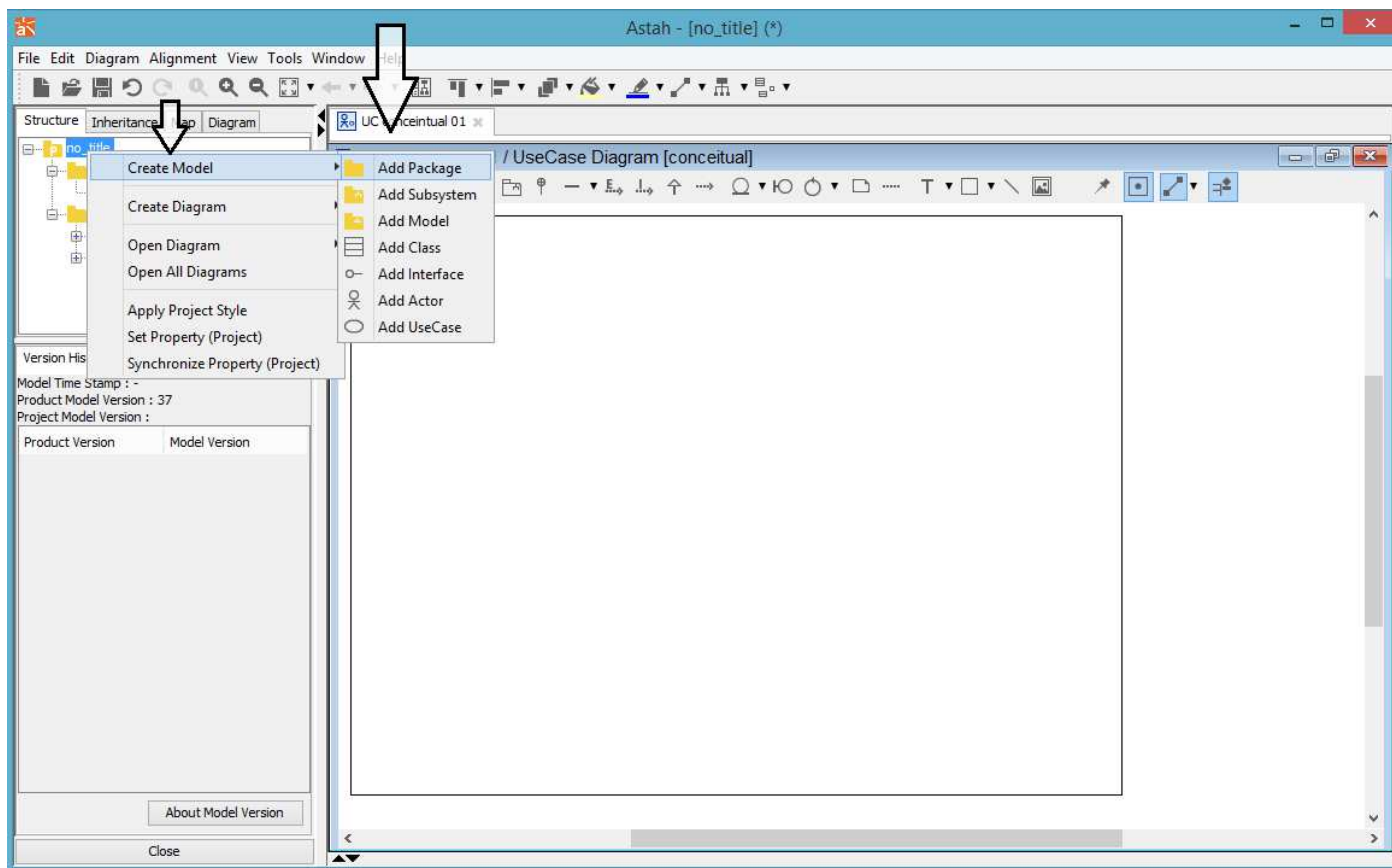 Astah - [no_title] (*)
File Edit Diagram Alignment View Tools Window Help
Structure Inheritance Map Diagram
UC conceintual 01
no_title
/ UseCase Diagram [conceitual]
Create Model
Create Diagram
Open Diagram
Open All Diagrams
Apply Project Style
Set Property (Project)
Synchronize Property (Project)
Add Package
Add Subsystem
Add Model
Add Class
Add Interface
Add Actor
Add UseCase
T
Version His
Model Time Stamp : -
Product Model Version : 37
Project Model Version :
Product Version Model Version
About Model Version
Close